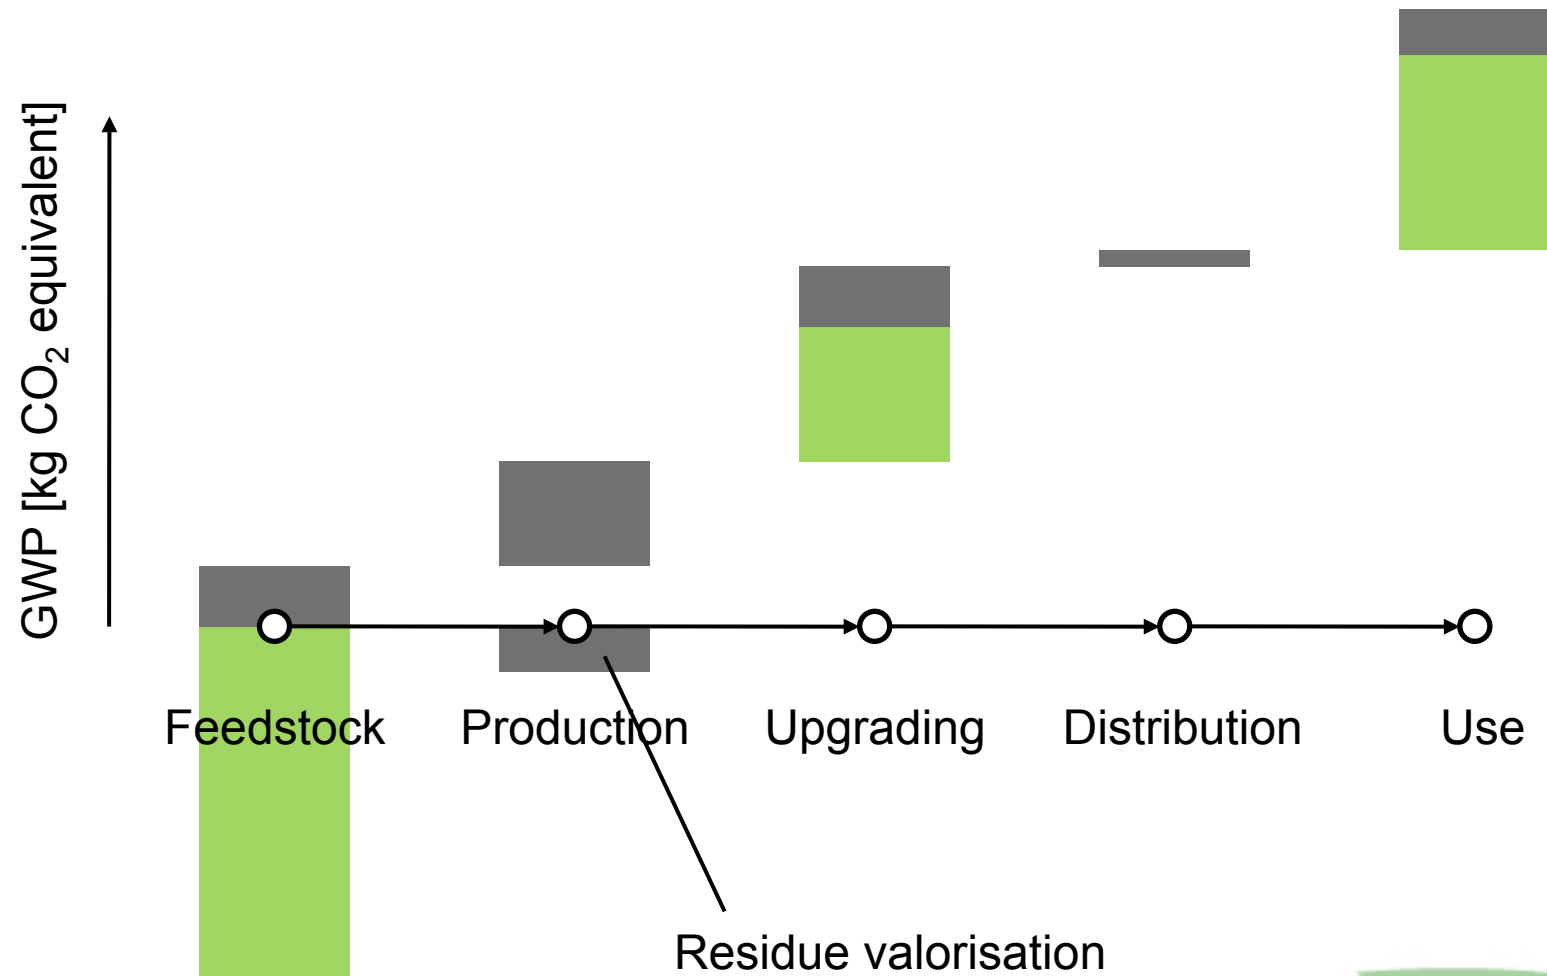 GWP [kg CO₂ equivalent]
Feedstock
Production
Upgrading
Distribution
Use
Residue valorisation